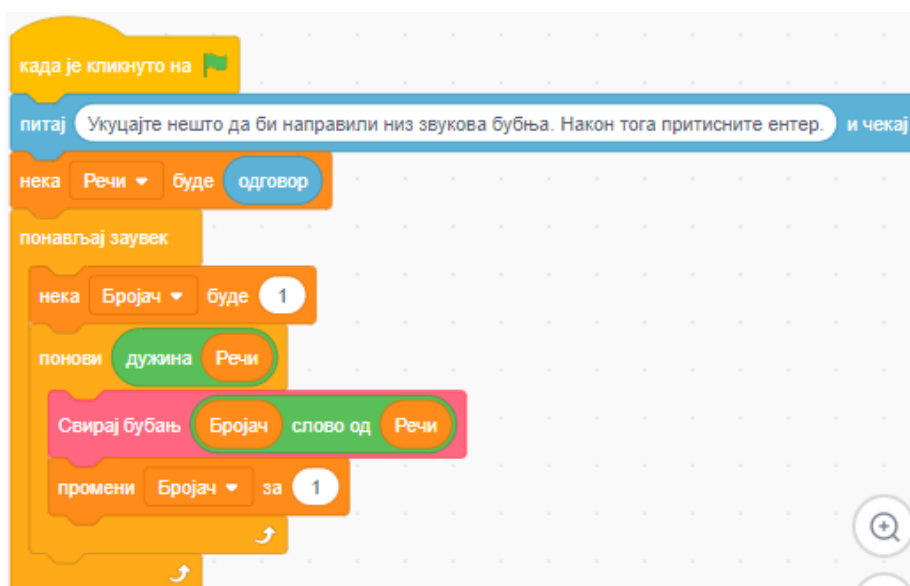 када је кликнуто на
питај Укуцајте нешто да би направили низ звукова бубња. Након тога притисните ентер. и чекај
нека Речи буде одговор
понављај заувек
нека Бројач буде 1
понови дужина Речи
Свирај бубањ Бројач слово од Речи
промени Бројач за 1